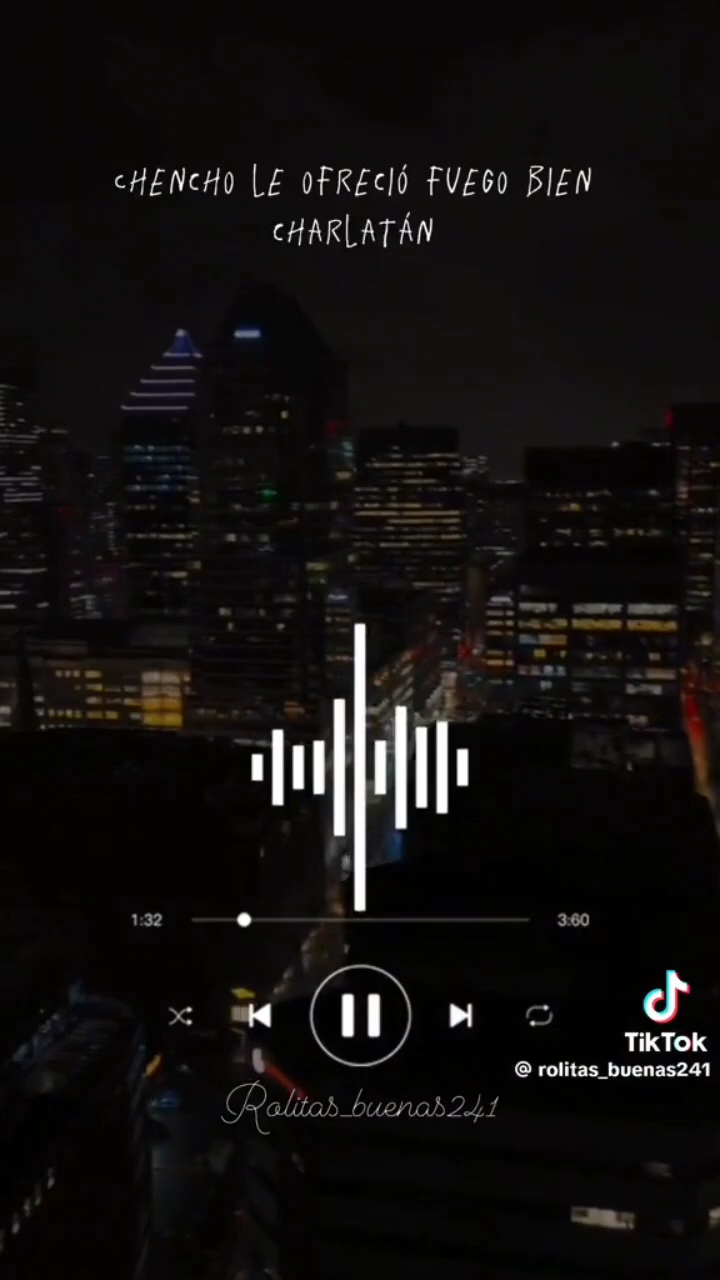 CHENCHO LE OFRECIÓ FUEGO BIEN
CHARLATÁN
1:32
3:60
TikTok
@ rolitas_buenas241
Rolitas_buenas241